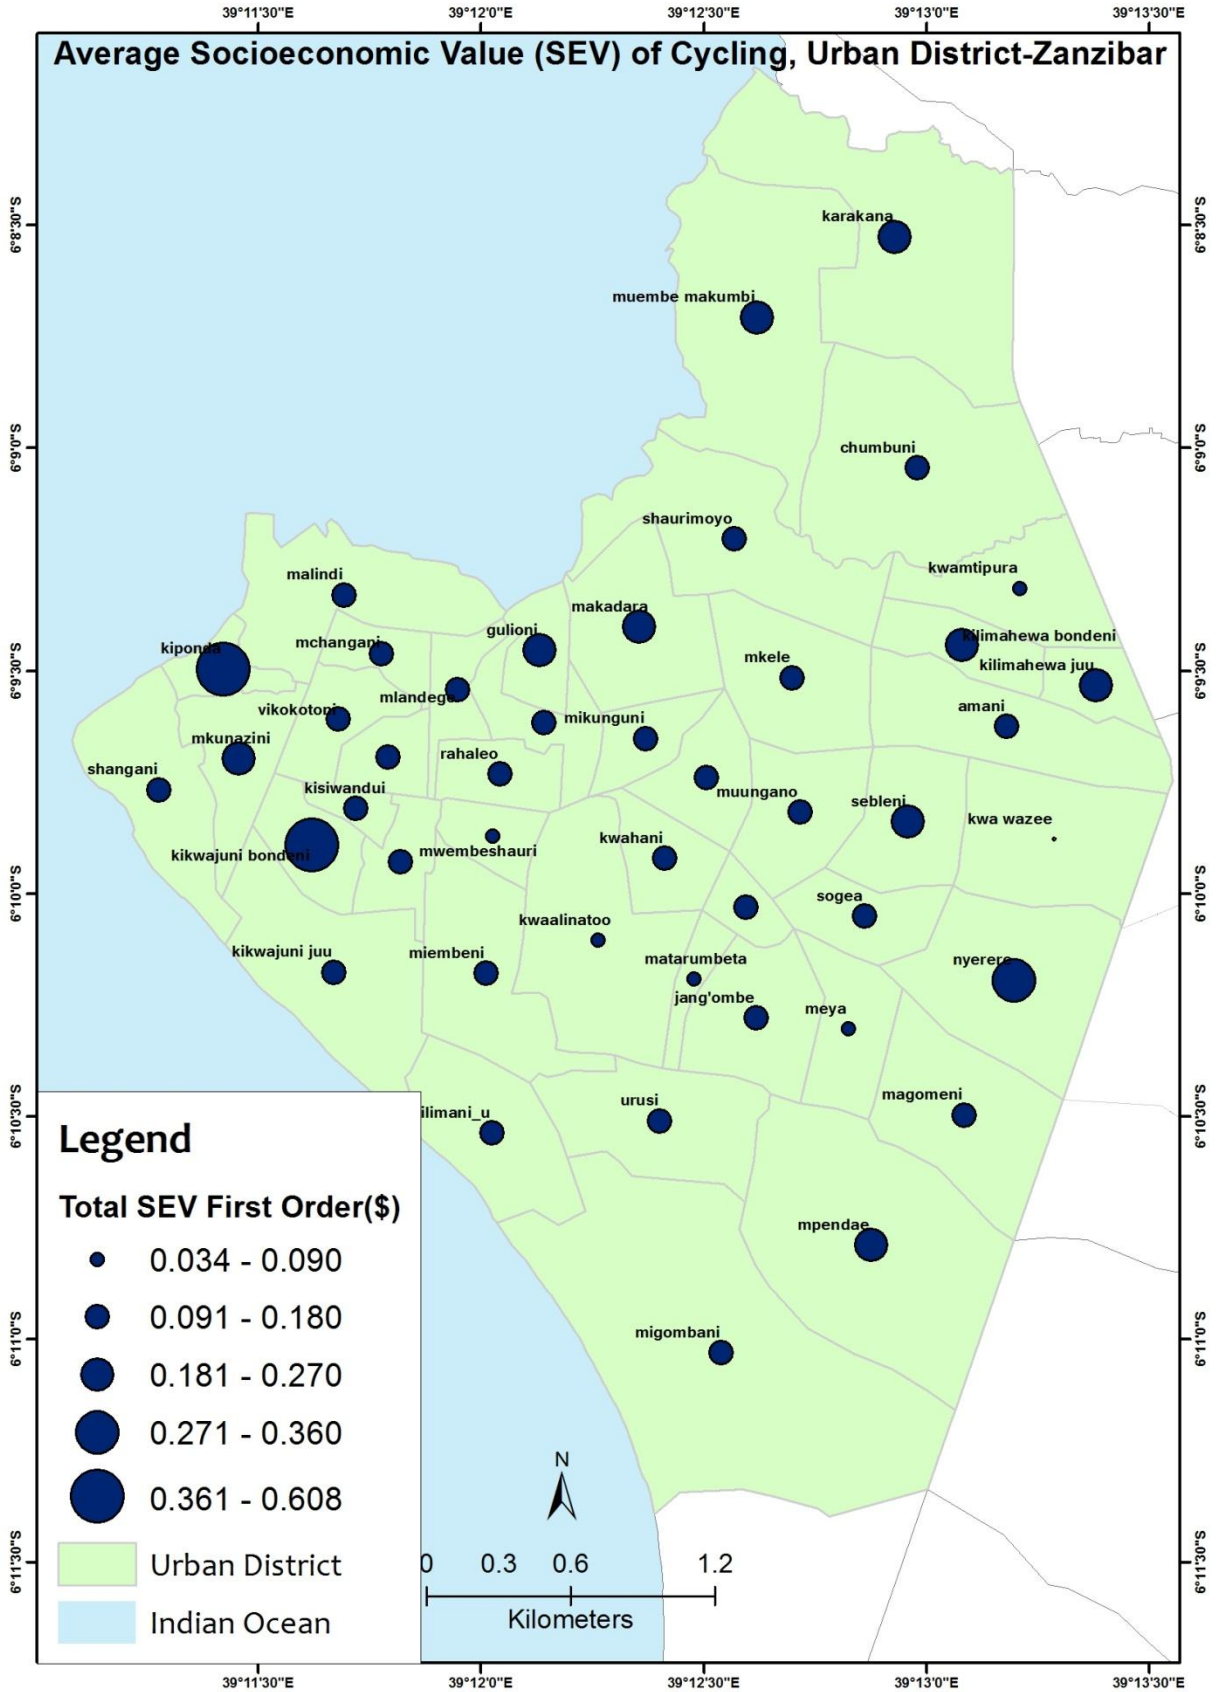 39°11'30"E 39°12'0"E 39°12'30"E 39°13'0"E 39°13'30"E
Average Socioeconomic Value (SEV) of Cycling, Urban District-Zanzibar
6°8'30"S 6°8'30"S
karakana
muembe makumbi
6°9'0"S 6°9'0"S
chumbuni
shaurimoyo
kwamtipura
malindi
makadara
gulioni
kilimahewa bondeni
mchangani
kiponda
mkele
kilimahewa juu
6°9'30"S 6°9'30"S
mlandege
amani
vikokotoni
mikunguni
mkunazini
rahaleo
shangani
kisiwandui
muungano
sebleni
kwa wazee
kwahani
mwembeshauri
kikwajuni bondeni
6°10'0"S 6°10'0"S
sogea
kwaalinatoo
kikwajuni juu
miembeni
matarumbeta
nyerere
jang'ombe
meya
magomeni
urusi
ilimani_u
6°10'30"S 6°10'30"S
mpendae
migombani
6°11'0"S 6°11'0"S
Legend
Total SEV First Order($)
0.034 - 0.090
0.091 - 0.180
0.181 - 0.270
0.271 - 0.360
0.361 - 0.608
Urban District
Indian Ocean
N
0 0.3 0.6 1.2
Kilometers
6°11'30"S 6°11'30"S
39°11'30"E 39°12'0"E 39°12'30"E 39°13'0"E 39°13'30"E